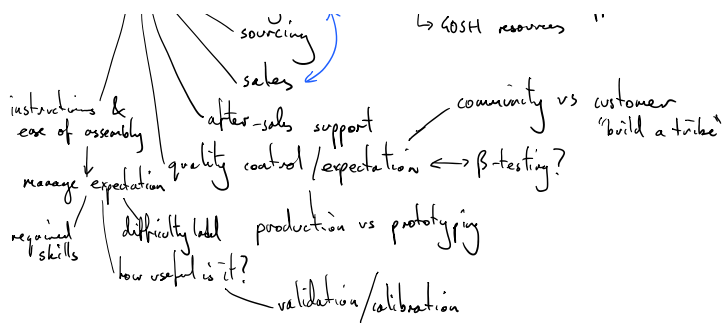 sourcing
↳ GOSH resources "
sales
instructions &
ease of assembly
community vs customer
"build a tribe"
after-sales support
quality control / expectation ↔ β-testing?
manage expectation
required
skills
difficulty label
production vs prototyping
how useful is it?
validation/calibration